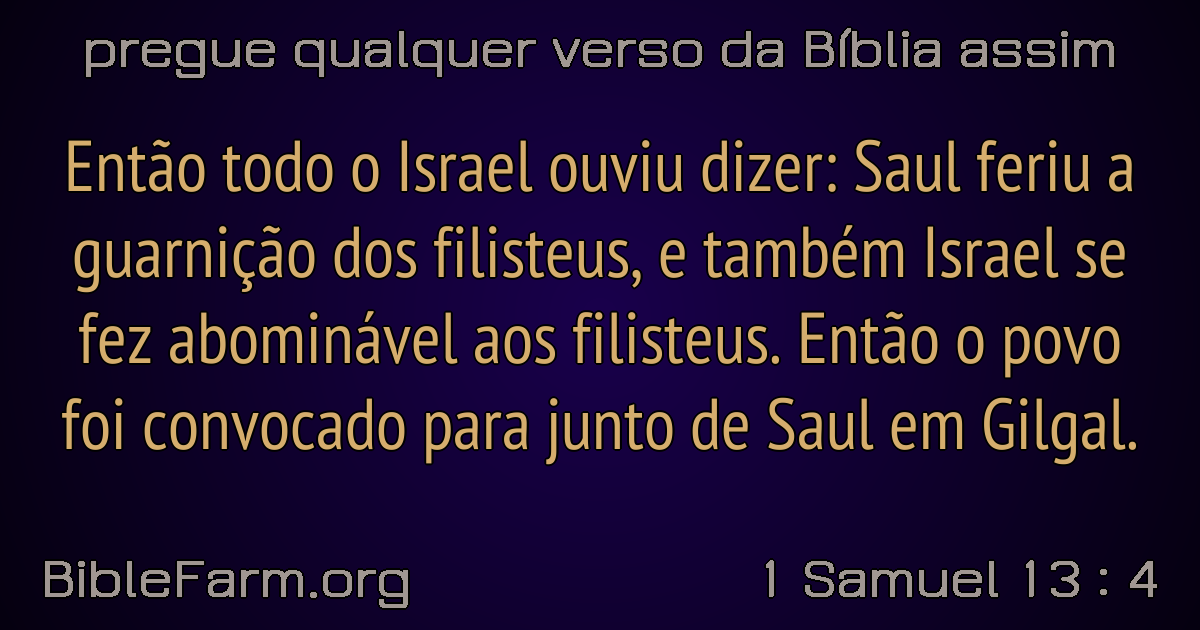 pregue qualquer verso da Bíblia assim
Então todo o Israel ouviu dizer: Saul feriu a
guarnição dos filisteus, e também Israel se
fez abominável aos filisteus. Então o povo
foi convocado para junto de Saul em Gilgal.
BibleFarm.org 1 Samuel 13 : 4